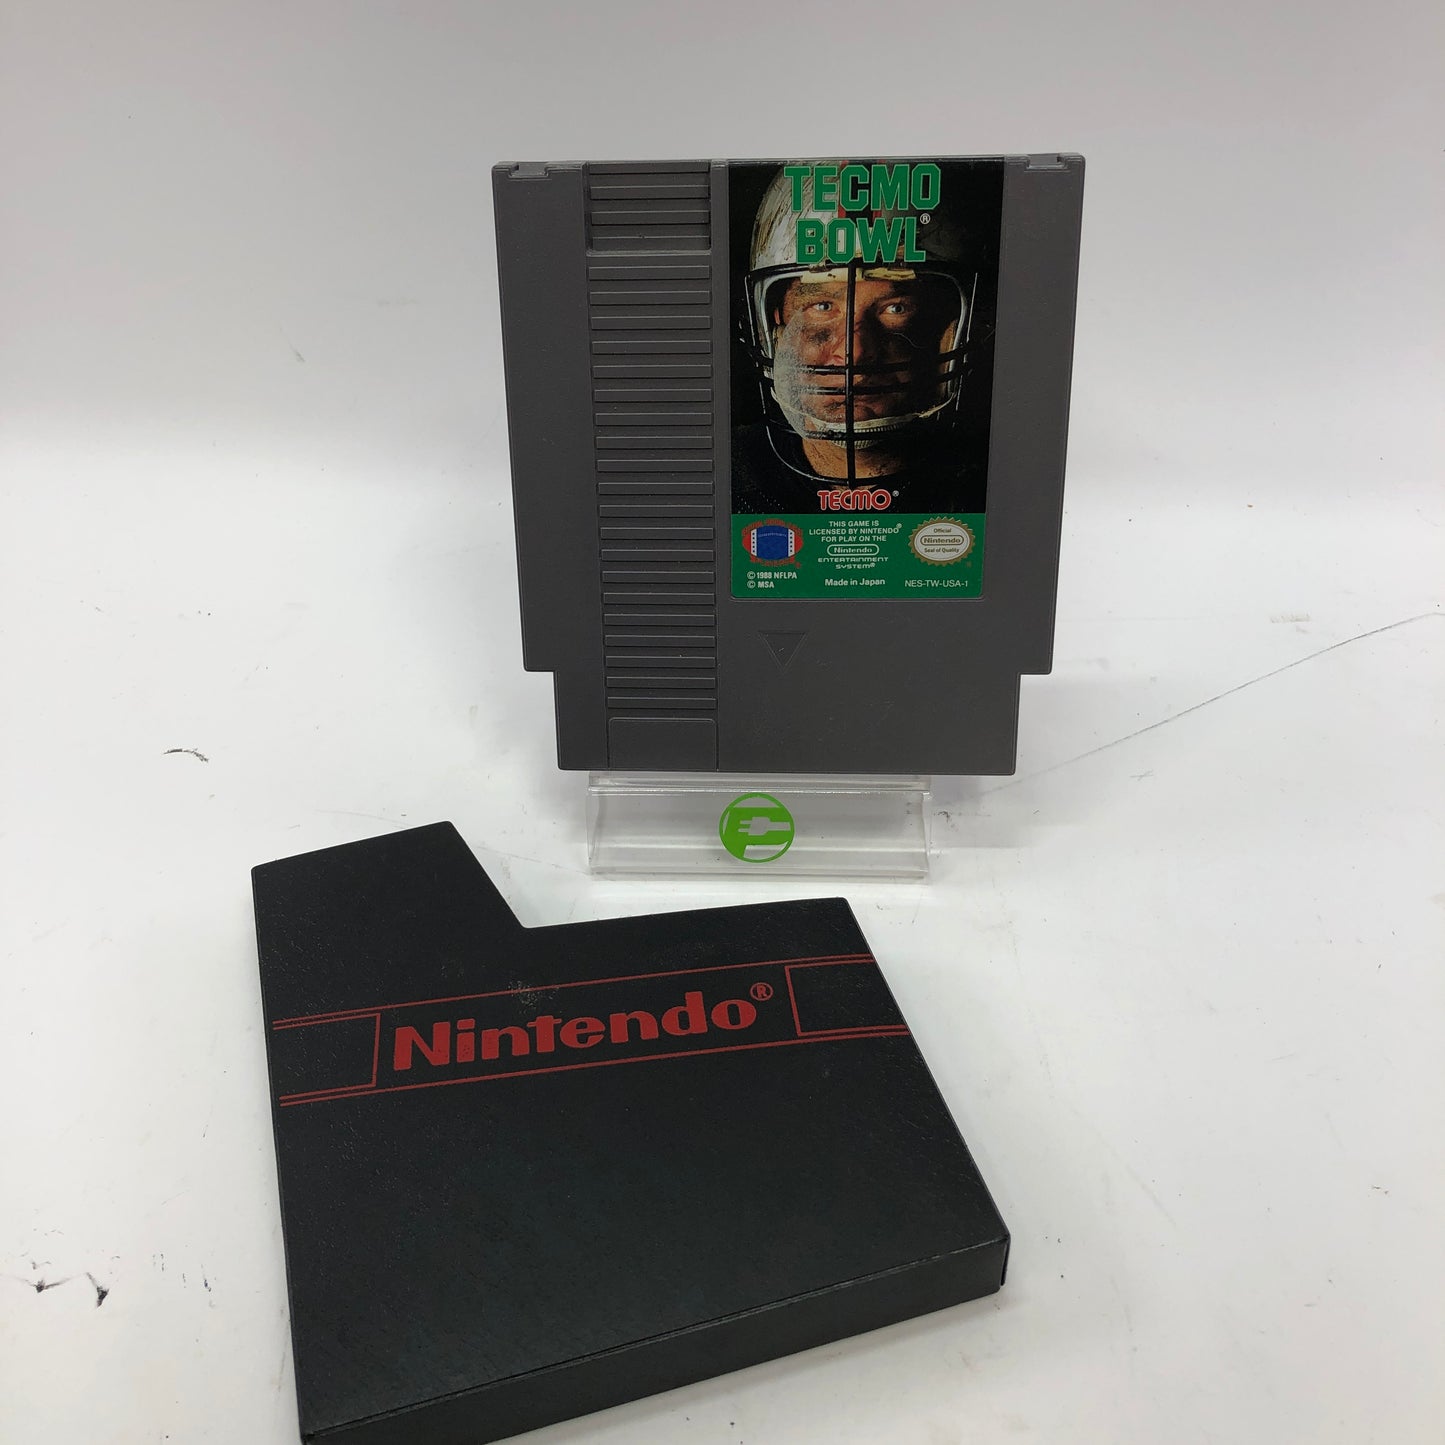 TECMO
BOWL®
TECMO®
THIS GAME IS
LICENSED BY NINTENDO®
FOR PLAY ON THE
Nintendo
ENTERTAINMENT
SYSTEM®
Official
Nintendo
Seal of Quality
© 1988 NFLPA
© MSA
Made in Japan
NES-TW-USA-1
Nintendo®